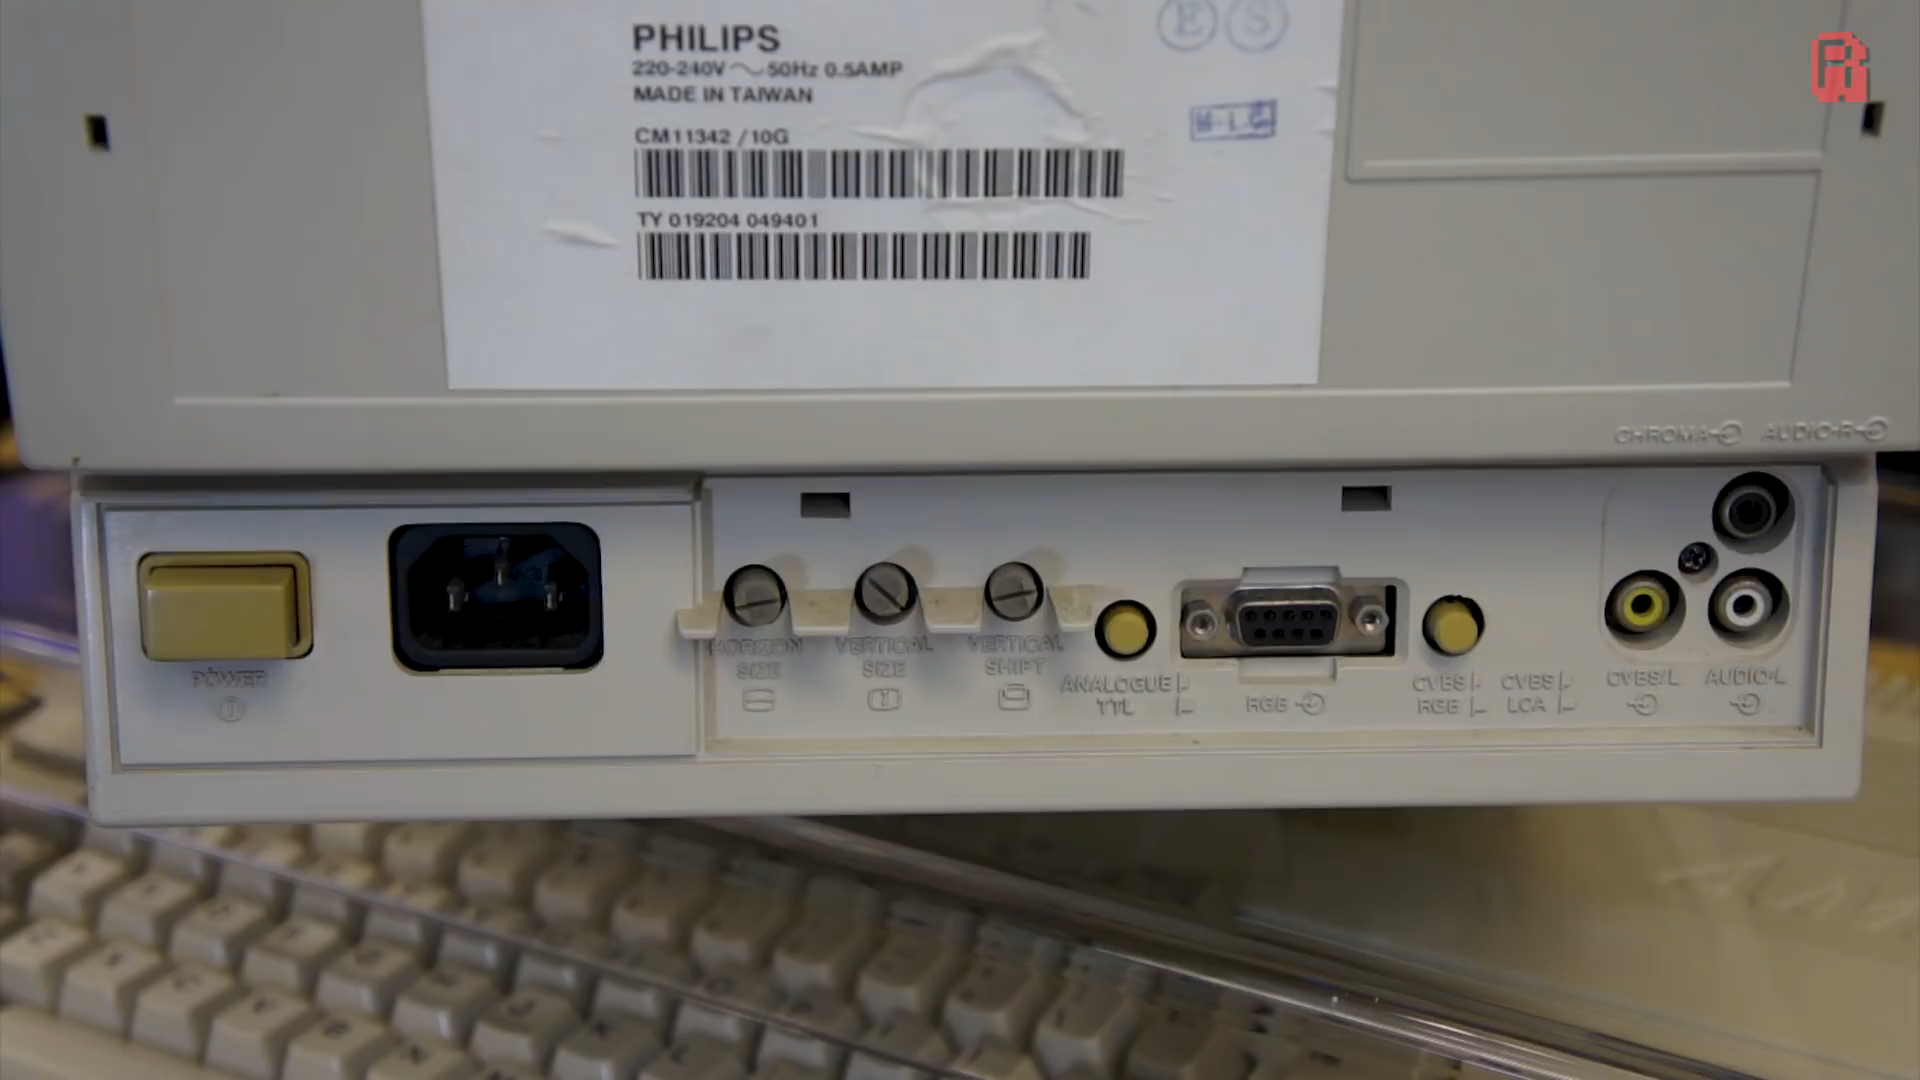 PHILIPS
220-240V ~ 50Hz 0.5AMP
MADE IN TAIWAN
CM11342 /10G
TY 019204 049401
E S
CHROMA AUDIO-R
POWER
HORIZON SIZE
VERTICAL SIZE
VERTICAL SHIFT
ANALOGUE
TTL
RGB
CVBS
RGB
CVBS
LCA
CVBS/L
AUDIO-L